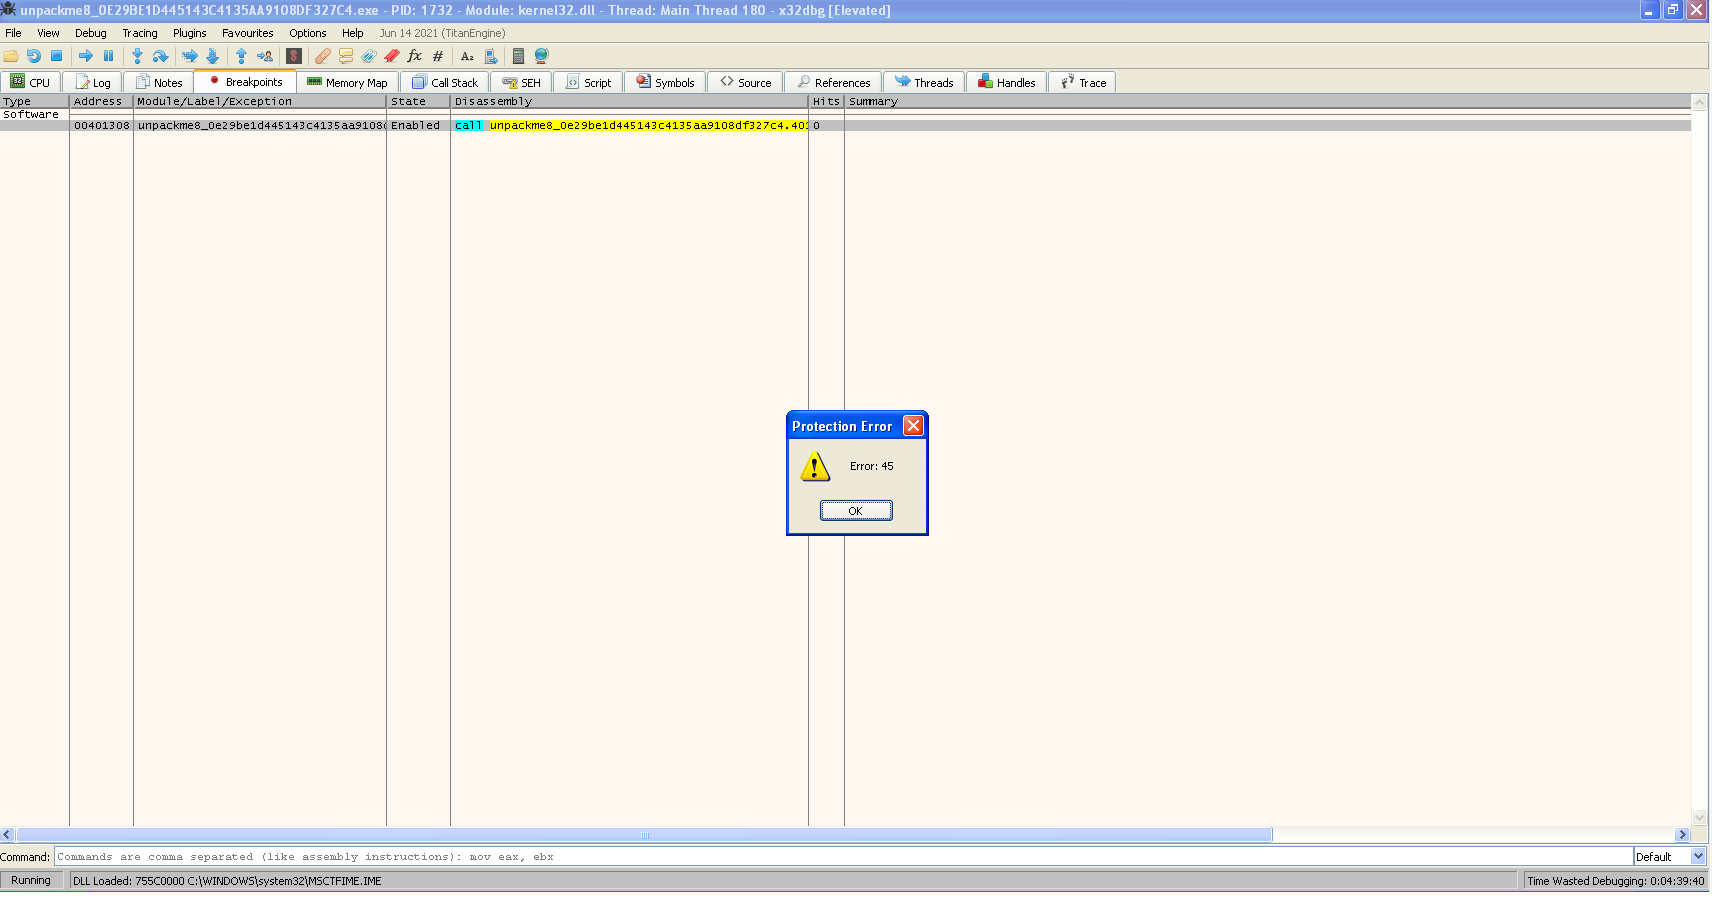 unpackme8_0E29BE1D445143C4135AA9108DF327C4.exe - PID: 1732 - Module: kernel32.dll - Thread: Main Thread 180 - x32dbg [Elevated]
File View Debug Tracing Plugins Favourites Options Help Jun 14 2021 (TitanEngine)
CPU Log Notes Breakpoints Memory Map Call Stack SEH Script Symbols Source References Threads Handles Trace
Type Address Module/Label/Exception State Disassembly Hits Summary
Software
00401308 unpackme8_0e29be1d445143c4135aa9108 Enabled call unpackme8_0e29be1d445143c4135aa9108df327c4.40 0
Protection Error
Error: 45
OK
Command: Commands are comma separated (like assembly instructions): mov eax, ebx Default
Running DLL Loaded: 755C0000 C:\WINDOWS\system32\MSCTFIME.IME Time Wasted Debugging: 0:04:39:40